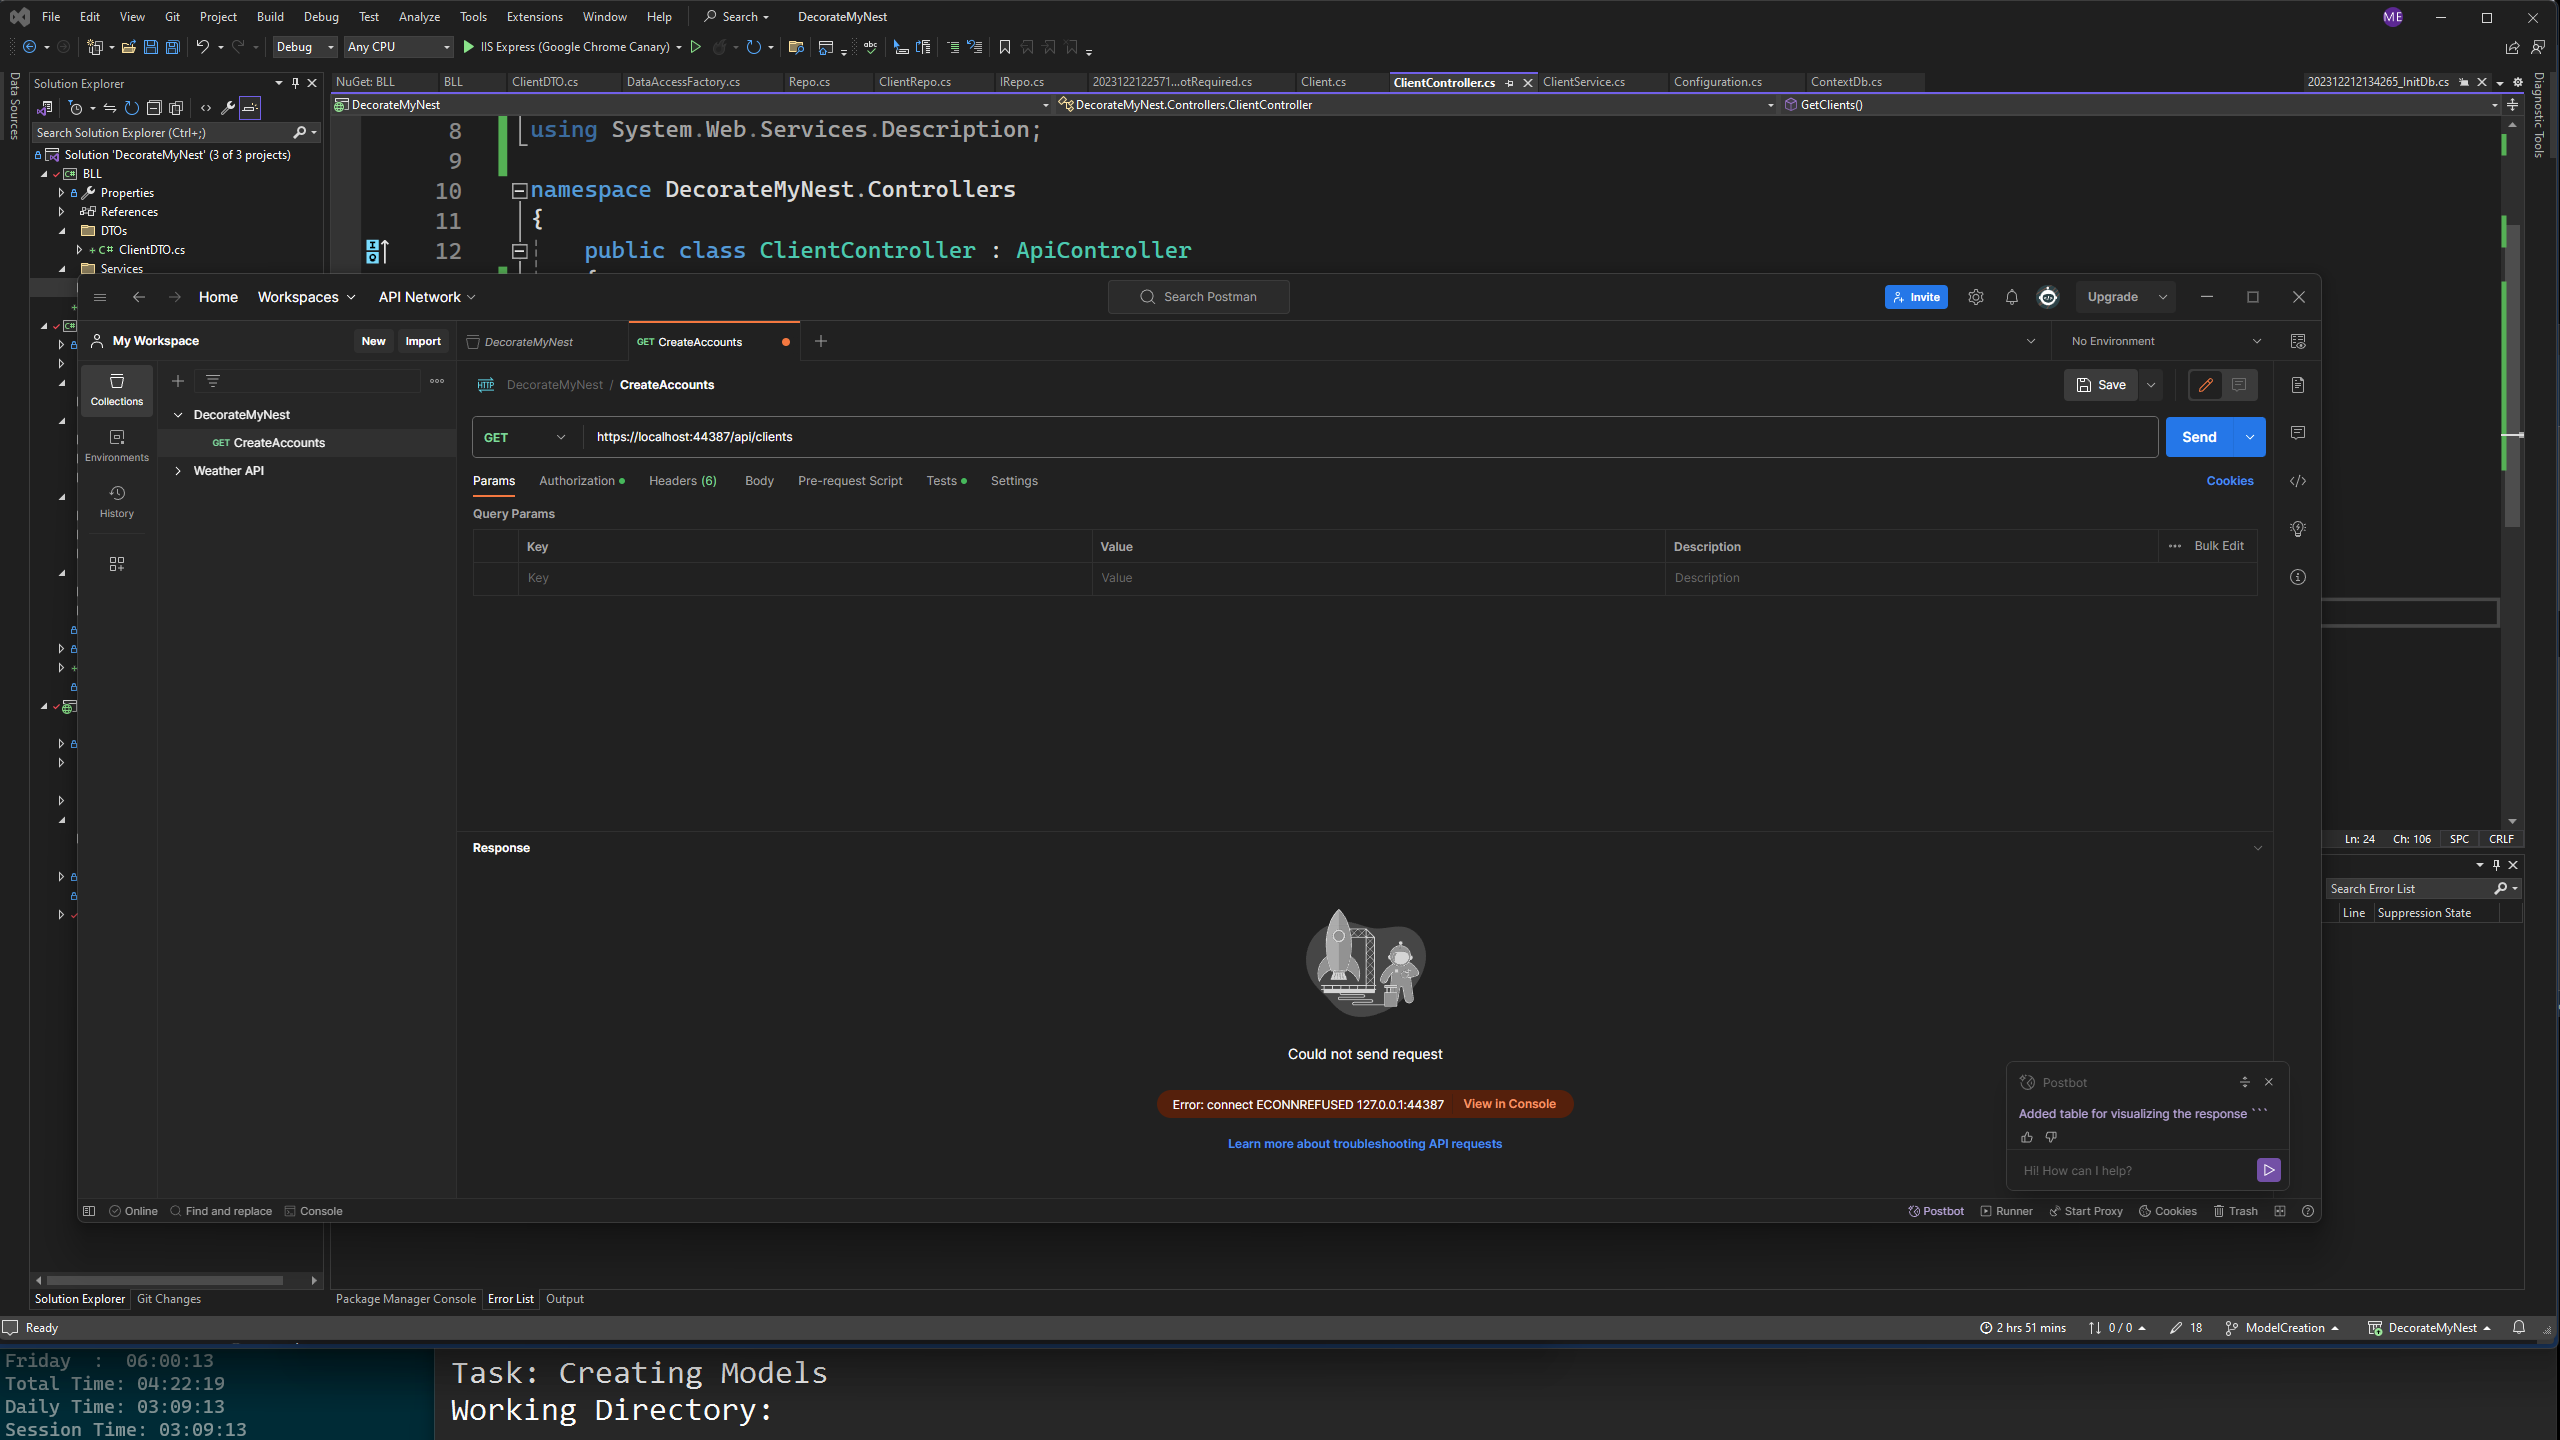 File Edit View Git Project Build Debug Test Analyze Tools Extensions Window Help Search DecorateMyNest ME
Debug Any CPU IIS Express (Google Chrome Canary)
Data Sources
Solution Explorer
Search Solution Explorer (Ctrl+;)
Solution 'DecorateMyNest' (3 of 3 projects)
BLL
Properties
References
DTOs
ClientDTO.cs
Services
NuGet: BLL BLL ClientDTO.cs DataAccessFactory.cs Repo.cs ClientRepo.cs IRepo.cs 2023122122571...otRequired.cs Client.cs ClientController.cs ClientService.cs Configuration.cs ContextDb.cs 202312212134265_InitDb.cs
DecorateMyNest DecorateMyNest.Controllers.ClientController GetClients()
Diagnostic Tools
8 using System.Web.Services.Description;
9
10 namespace DecorateMyNest.Controllers
11 {
12 public class ClientController : ApiController
Home Workspaces API Network Search Postman Invite Upgrade
My Workspace New Import DecorateMyNest GET CreateAccounts No Environment
Collections
Environments
History
DecorateMyNest
GET CreateAccounts
Weather API
HTTP DecorateMyNest / CreateAccounts Save
GET https://localhost:44387/api/clients Send
Params Authorization Headers (6) Body Pre-request Script Tests Settings Cookies
Query Params
Key Value Description Bulk Edit
Key Value Description
Response
Could not send request
Error: connect ECONNREFUSED 127.0.0.1:44387 View in Console
Learn more about troubleshooting API requests
Postbot
Added table for visualizing the response ```
Hi! How can I help?
Online Find and replace Console Postbot Runner Start Proxy Cookies Trash
Ln: 24 Ch: 106 SPC CRLF
Search Error List
Line Suppression State
Solution Explorer Git Changes Package Manager Console Error List Output
Ready 2 hrs 51 mins 0 / 0 18 ModelCreation DecorateMyNest
Friday : 06:00:13
Total Time: 04:22:19
Daily Time: 03:09:13
Session Time: 03:09:13
Task: Creating Models
Working Directory: